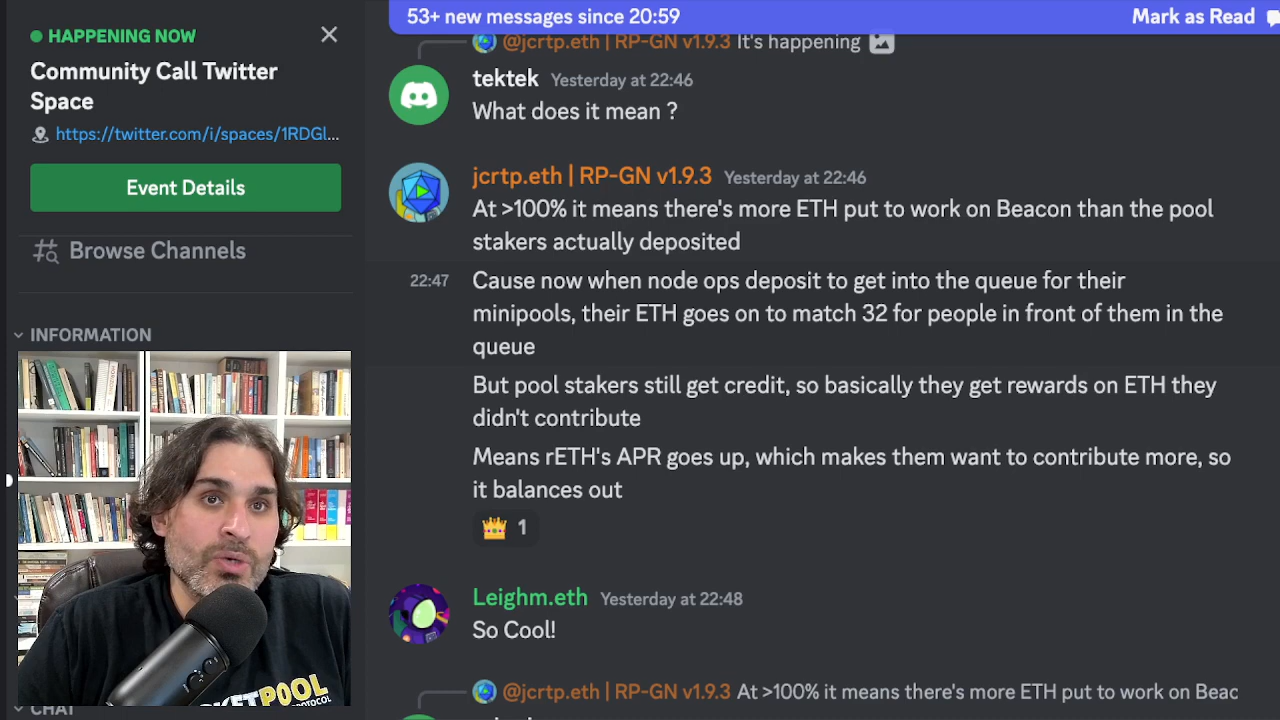 HAPPENING NOW
Community Call Twitter
Space
https://twitter.com/i/spaces/1RDGl...
Event Details
Browse Channels
INFORMATION
CHAT
53+ new messages since 20:59
Mark as Read
@jcrtp.eth | RP-GN v1.9.3 It's happening
tektek Yesterday at 22:46
What does it mean ?
jcrtp.eth | RP-GN v1.9.3 Yesterday at 22:46
At >100% it means there's more ETH put to work on Beacon than the pool
stakers actually deposited
22:47 Cause now when node ops deposit to get into the queue for their
minipools, their ETH goes on to match 32 for people in front of them in the
queue
But pool stakers still get credit, so basically they get rewards on ETH they
didn't contribute
Means rETH's APR goes up, which makes them want to contribute more, so
it balances out
1
Leighm.eth Yesterday at 22:48
So Cool!
@jcrtp.eth | RP-GN v1.9.3 At >100% it means there's more ETH put to work on Beac
KETPOOL